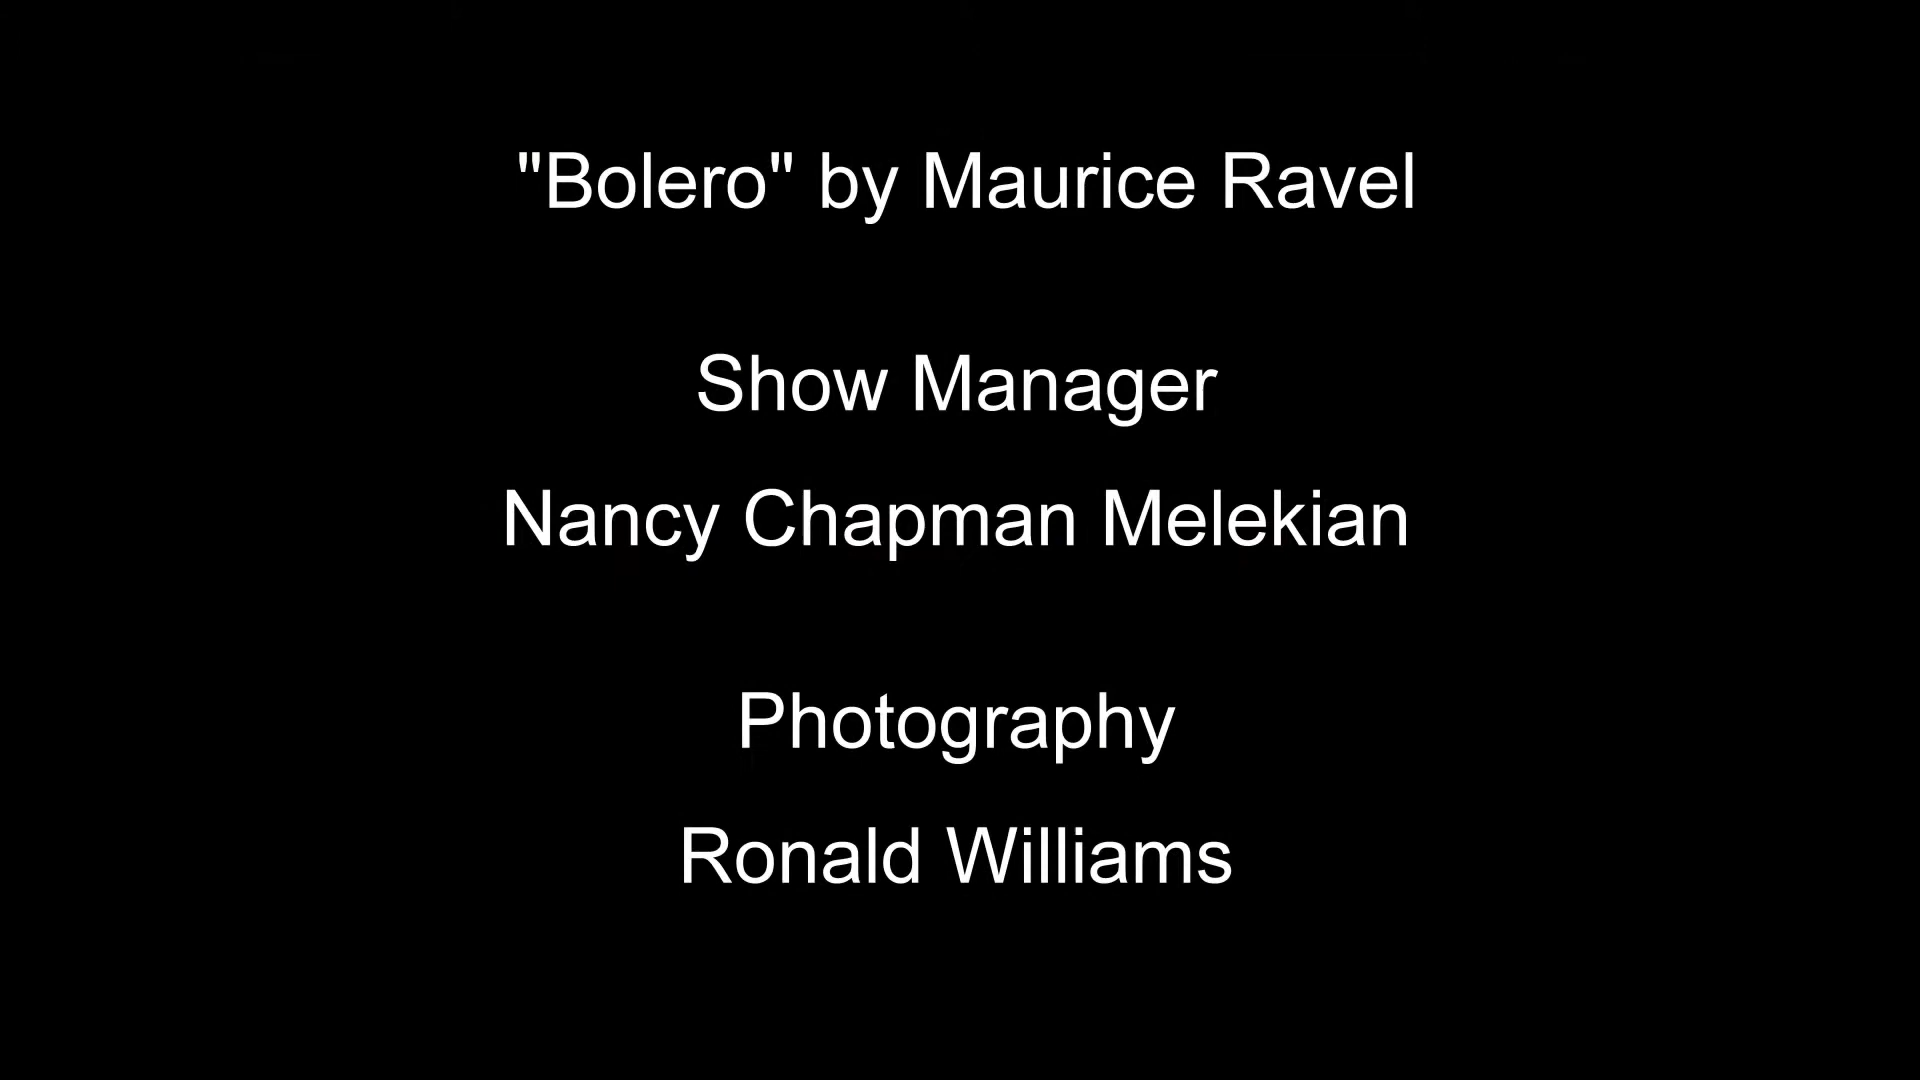 "Bolero" by Maurice Ravel
Show Manager
Nancy Chapman Melekian
Photography
Ronald Williams